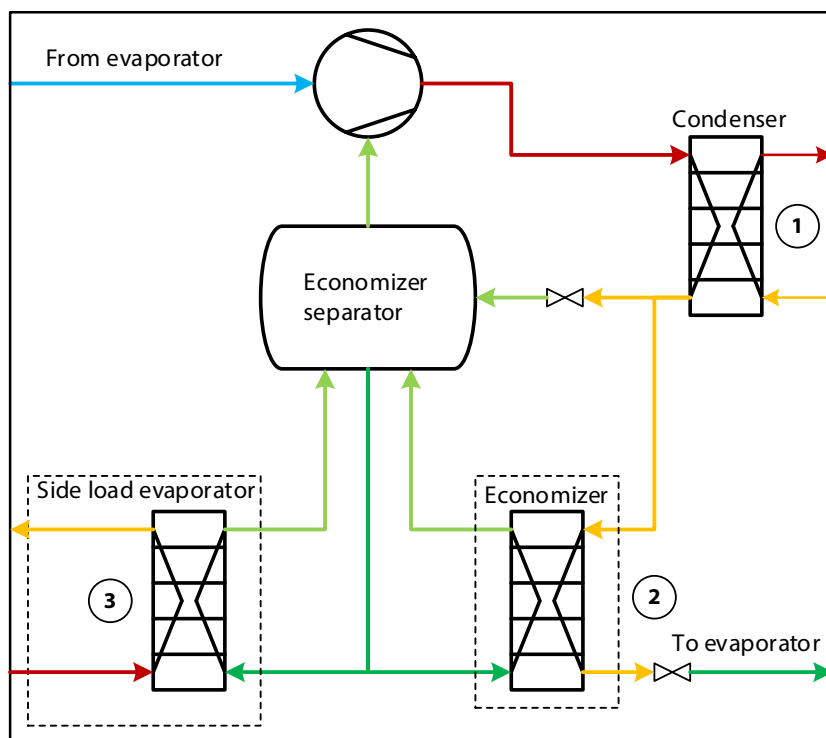 From evaporator
Condenser
1
Economizer
separator
Side load evaporator
Economizer
3
2
To evaporator